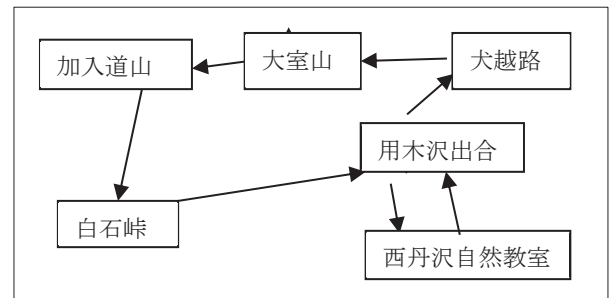 加入道山
大室山
犬越路
用木沢出合
白石峠
西丹沢自然教室